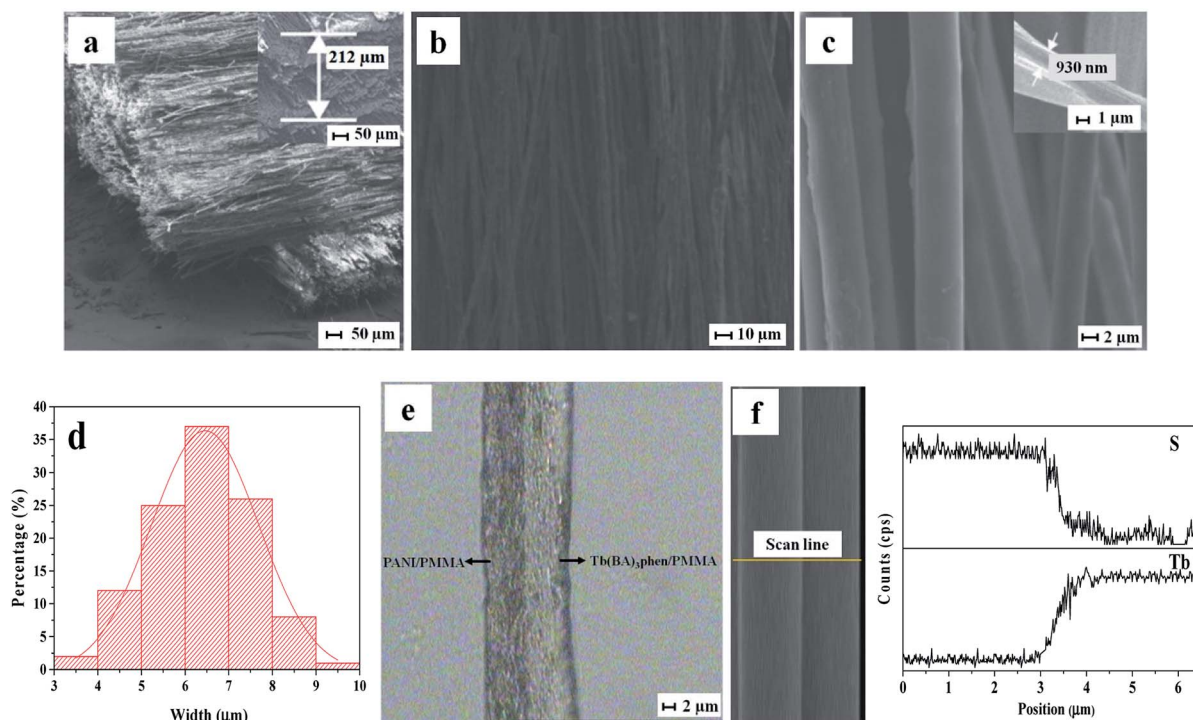 a
212 µm
50 µm
50 µm
b
10 µm
c
930 nm
1 µm
2 µm
d
Percentage (%)
40
35
30
25
20
15
10
5
0
3 4 5 6 7 8 9 10
Width (µm)
e
PANI/PMMA
Tb(BA)₃phen/PMMA
2 µm
f
Scan line
S
Tb
Counts (cps)
0 1 2 3 4 5 6
Position (µm)